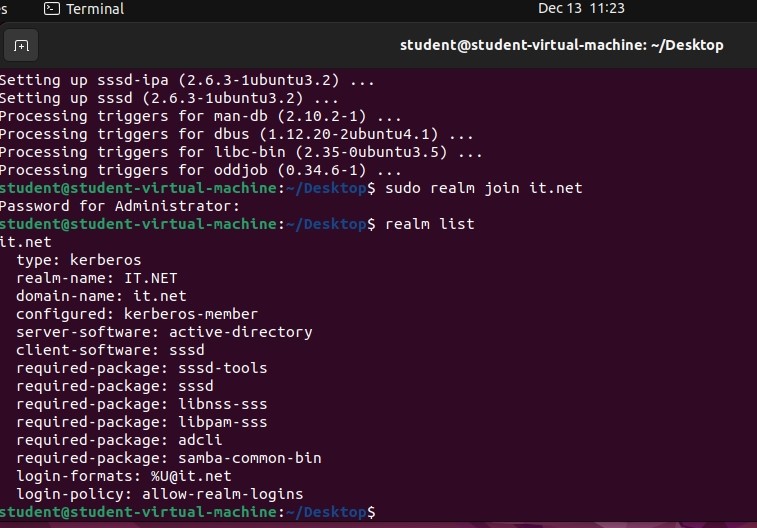 s Terminal Dec 13 11:23
student@student-virtual-machine: ~/Desktop
Setting up sssd-ipa (2.6.3-1ubuntu3.2) ...
Setting up sssd (2.6.3-1ubuntu3.2) ...
Processing triggers for man-db (2.10.2-1) ...
Processing triggers for dbus (1.12.20-2ubuntu4.1) ...
Processing triggers for libc-bin (2.35-0ubuntu3.5) ...
Processing triggers for oddjob (0.34.6-1) ...
student@student-virtual-machine:~/Desktop$ sudo realm join it.net
Password for Administrator:
student@student-virtual-machine:~/Desktop$ realm list
it.net
  type: kerberos
  realm-name: IT.NET
  domain-name: it.net
  configured: kerberos-member
  server-software: active-directory
  client-software: sssd
  required-package: sssd-tools
  required-package: sssd
  required-package: libnss-sss
  required-package: libpam-sss
  required-package: adcli
  required-package: samba-common-bin
  login-formats: %U@it.net
  login-policy: allow-realm-logins
student@student-virtual-machine:~/Desktop$